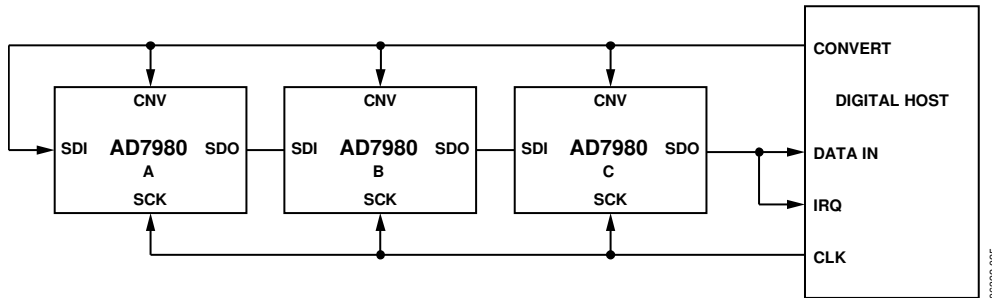 CONVERT
CNV CNV CNV
DIGITAL HOST
SDI AD7980 SDO SDI AD7980 SDO SDI AD7980 SDO DATA IN
A B C
SCK SCK SCK
IRQ
CLK